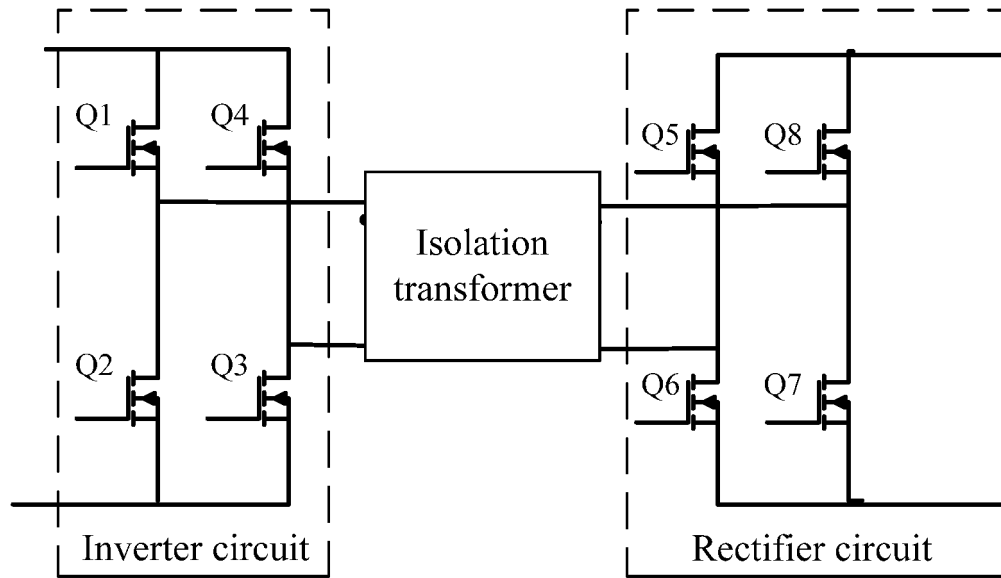 Q1
Q4
Q5
Q8
Isolation
transformer
Q2
Q3
Q6
Q7
Inverter circuit
Rectifier circuit